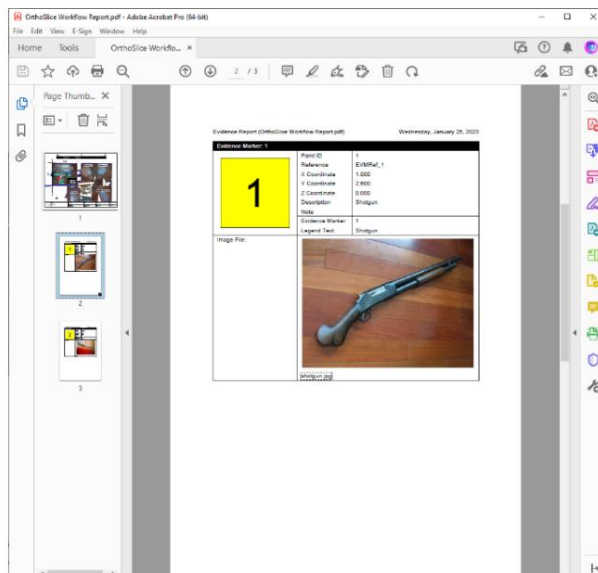 OrthoSlice Workflow Report.pdf - Adobe Acrobat Pro (64-bit)
File Edit View E-Sign Window Help
Home Tools OrthoSlice Workflo... ×
2 / 3
Page Thumb... ×
1
2
3
Evidence Report (OrthoSlice Workflow Report.pdf) Wednesday, January 25, 2023
Evidence Marker: 1
1
Point ID 1
Reference EVMRef_1
X Coordinate 1.000
Y Coordinate 2.600
Z Coordinate 0.000
Description Shotgun
Note
Evidence Marker 1
Legend Text Shotgun
Image File:
shotgun.jpg